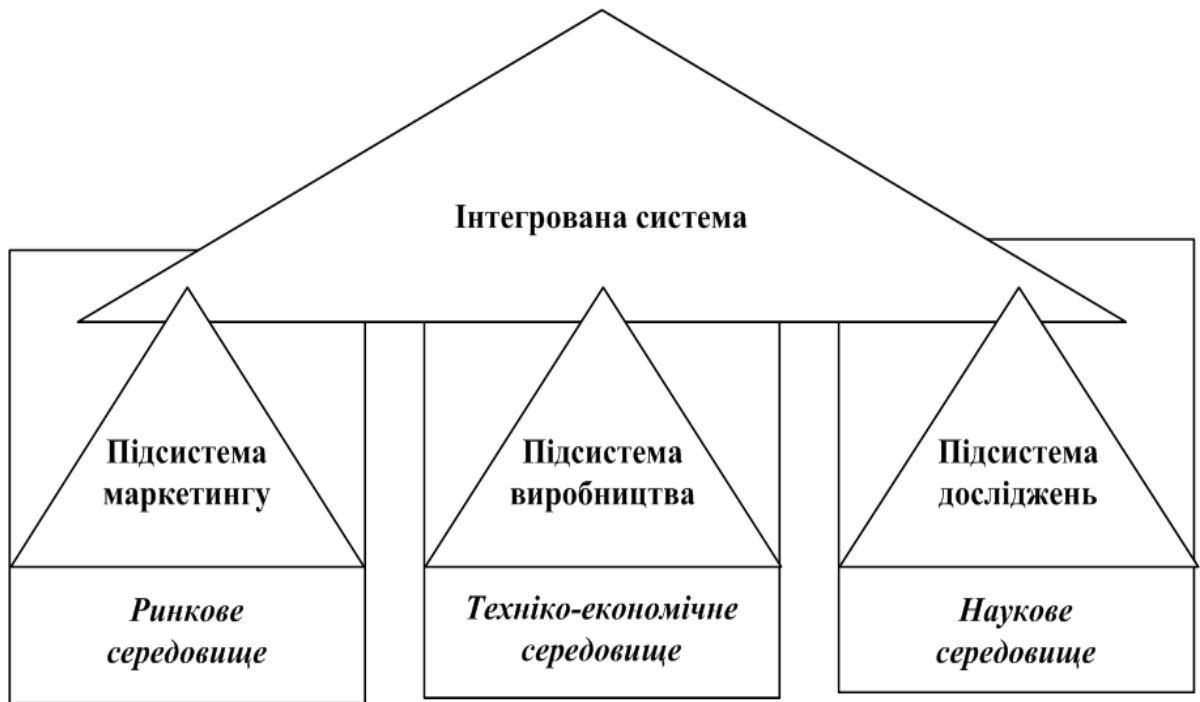 Інтегрована система
Підсистема
маркетингу
Підсистема
виробництва
Підсистема
досліджень
Ринкове
середовище
Техніко-економічне
середовище
Наукове
середовище